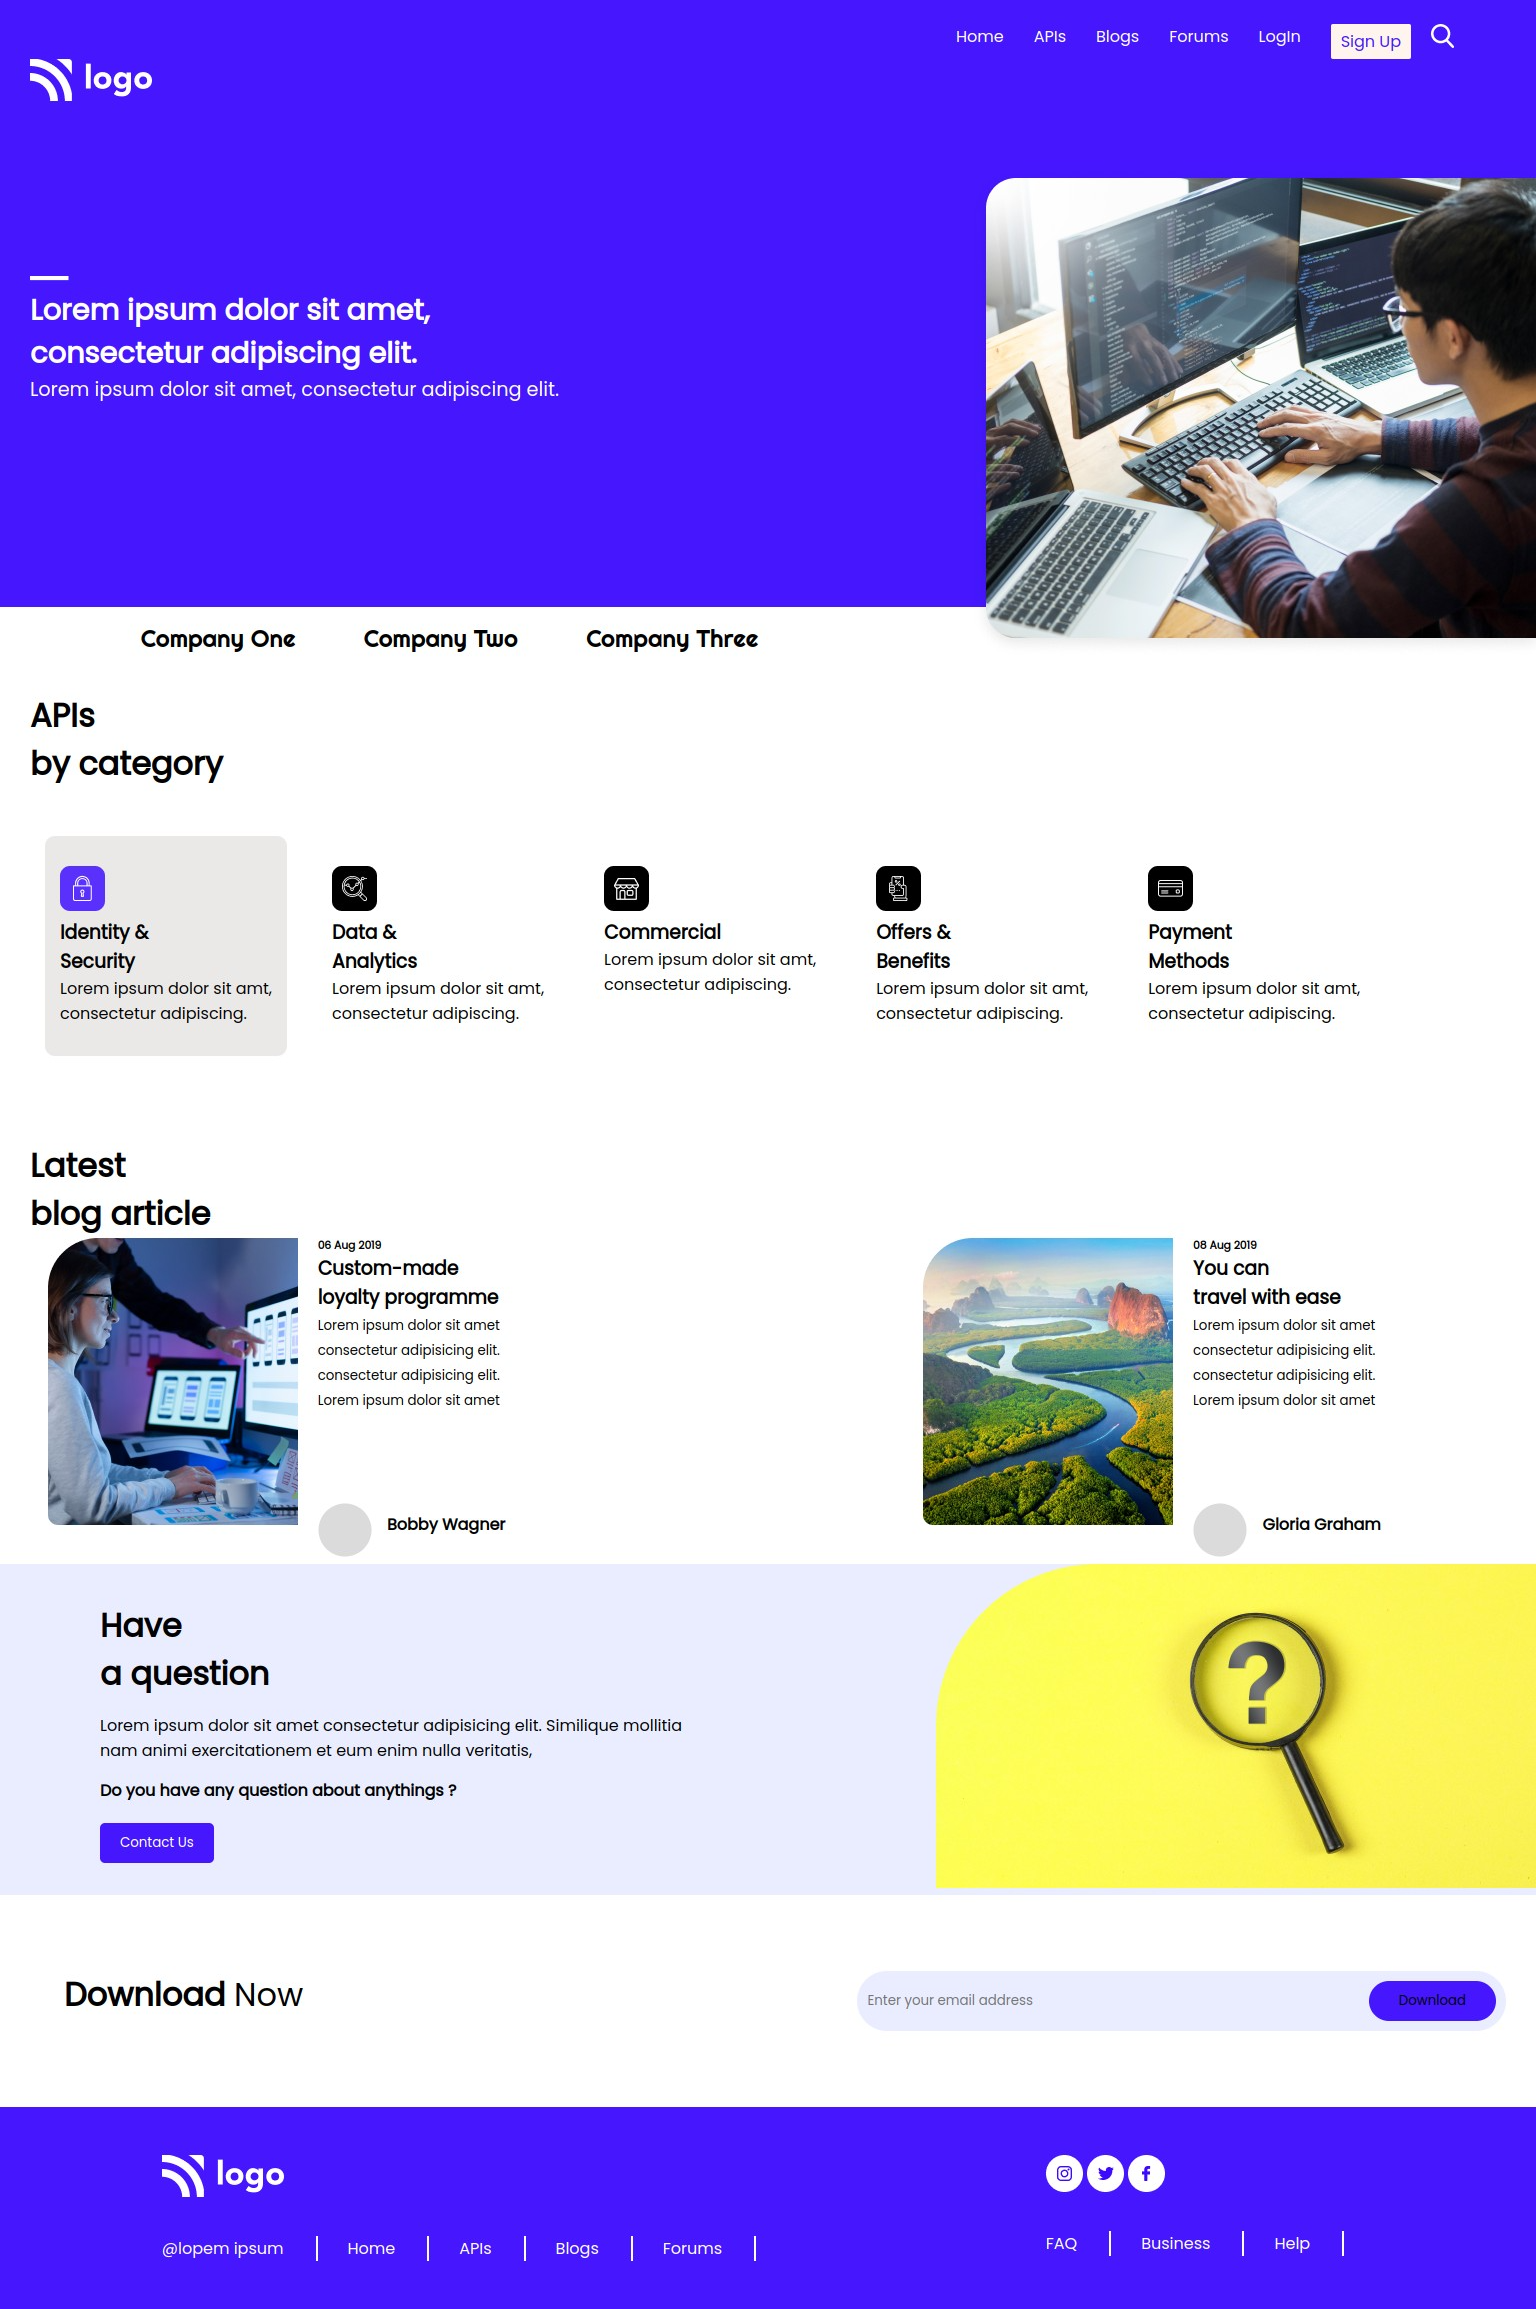 Home APIs Blogs Forums LogIn Sign Up
logo
Lorem ipsum dolor sit amet,
consectetur adipiscing elit.
Lorem ipsum dolor sit amet, consectetur adipiscing elit.
Company One Company Two Company Three
APIs
by category
Identity &
Security
Lorem ipsum dolor sit amt,
consectetur adipiscing.
Data &
Analytics
Lorem ipsum dolor sit amt,
consectetur adipiscing.
Commercial
Lorem ipsum dolor sit amt,
consectetur adipiscing.
Offers &
Benefits
Lorem ipsum dolor sit amt,
consectetur adipiscing.
Payment
Methods
Lorem ipsum dolor sit amt,
consectetur adipiscing.
Latest
blog article
06 Aug 2019
Custom-made
loyalty programme
Lorem ipsum dolor sit amet
consectetur adipisicing elit.
consectetur adipisicing elit.
Lorem ipsum dolor sit amet
Bobby Wagner
08 Aug 2019
You can
travel with ease
Lorem ipsum dolor sit amet
consectetur adipisicing elit.
consectetur adipisicing elit.
Lorem ipsum dolor sit amet
Gloria Graham
Have
a question
Lorem ipsum dolor sit amet consectetur adipisicing elit. Similique mollitia
nam animi exercitationem et eum enim nulla veritatis,
Do you have any question about anythings ?
Contact Us
?
Download Now
Enter your email address
Download
logo
@lopem ipsum Home APIs Blogs Forums
FAQ Business Help